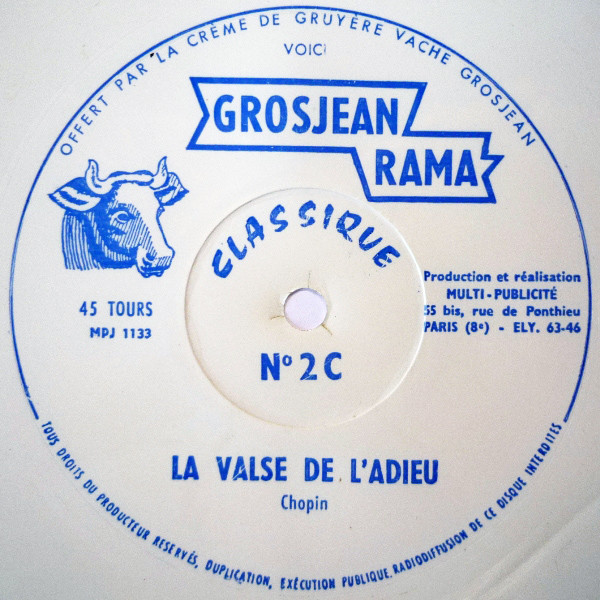 OFFERT PAR LA CRÈME DE GRUYÈRE VACHE GROSJEAN
VOICI
GROSJEAN
RAMA
CLASSIQUE
45 TOURS
MPJ 1133
Production et réalisation
MULTI-PUBLICITÉ
55 bis, rue de Ponthieu
PARIS (8e) - ELY. 63-46
No 2 C
LA VALSE DE L'ADIEU
Chopin
TOUS DROITS DU PRODUCTEUR RESERVÉS, DUPLICATION, EXÉCUTION PUBLIQUE, RADIODIFFUSION DE CE DISQUE INTERDITES